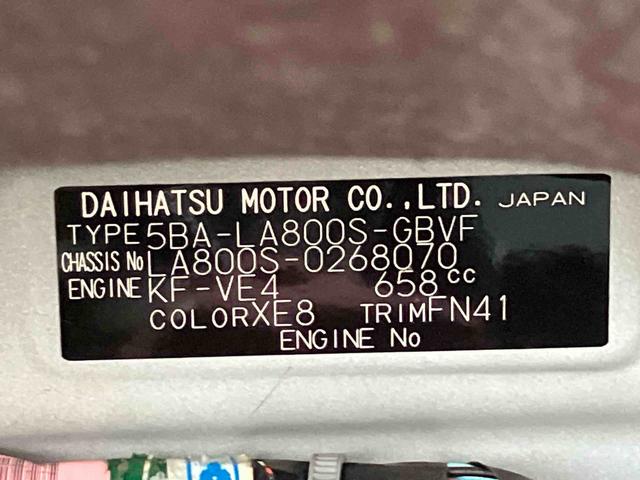 DAIHATSU MOTOR CO.,LTD. JAPAN
TYPE 5BA-LA800S-GBVF
CHASSIS No LA800S-0268070
ENGINE KF-VE4 658cc
COLOR XE8 TRIM FN41
ENGINE No